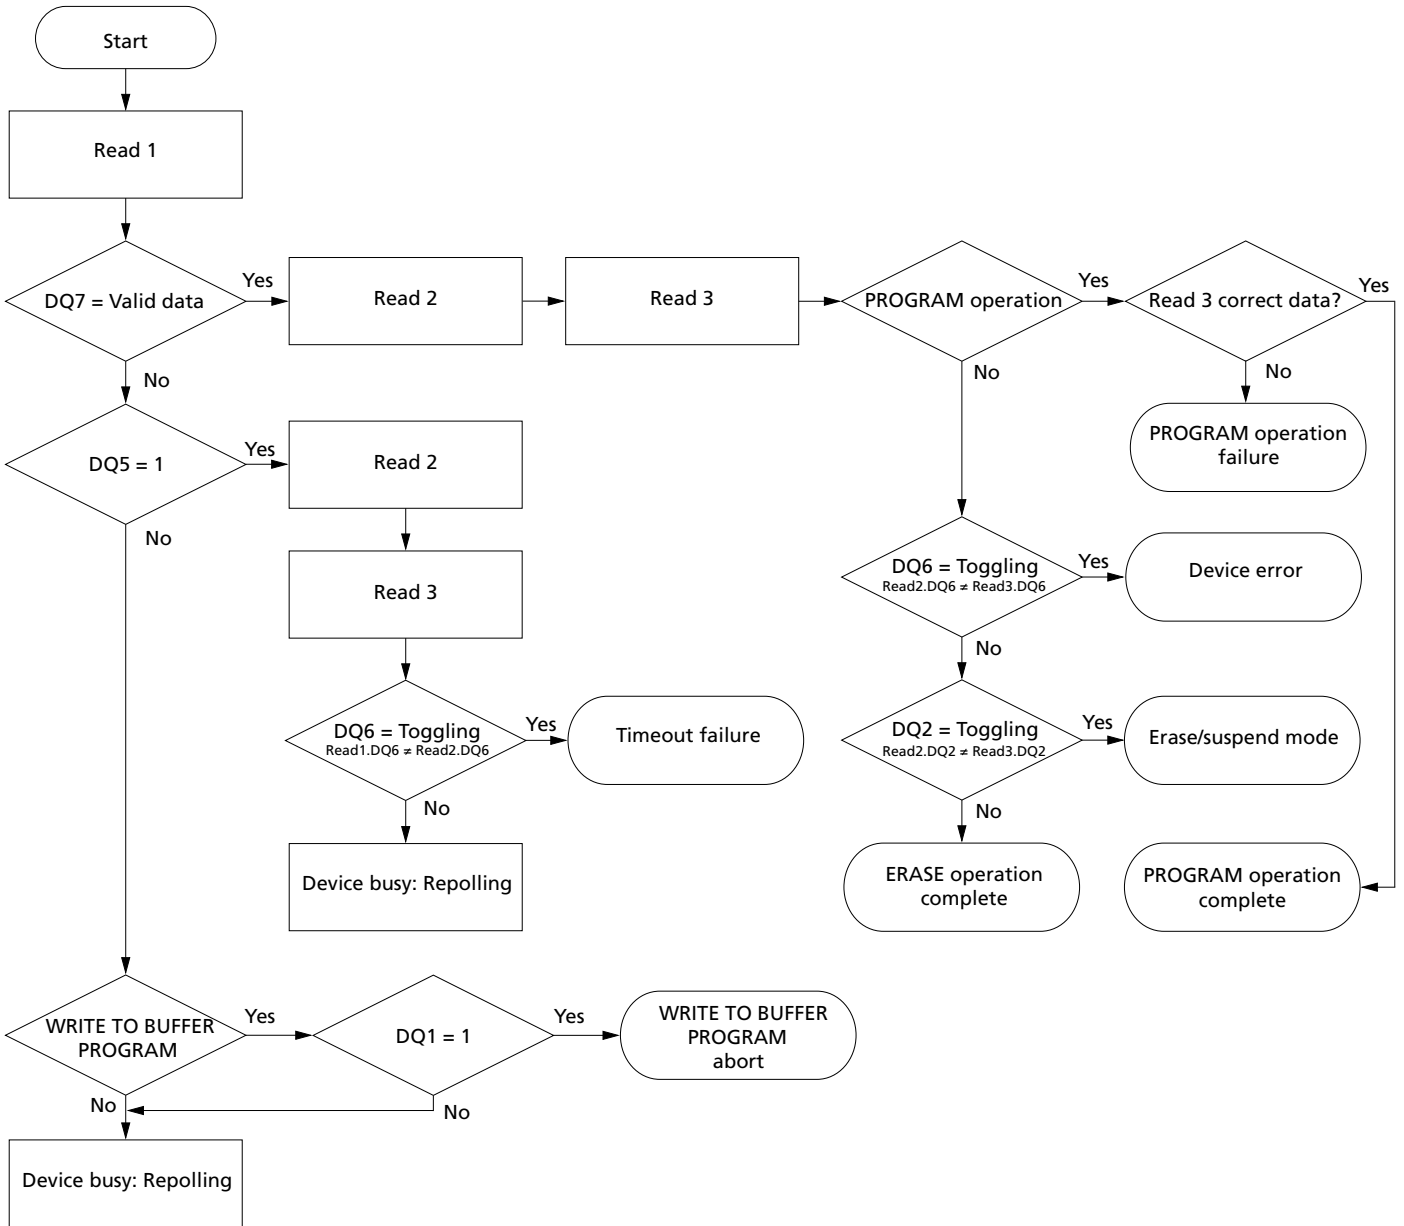 Start
Read 1
DQ7 = Valid data
Yes
Read 2
Read 3
PROGRAM operation
Yes
Read 3 correct data?
Yes
No
No
No
PROGRAM operation
failure
DQ5 = 1
Yes
Read 2
No
Read 3
DQ6 = Toggling
Read2.DQ6 ≠ Read3.DQ6
Yes
Device error
No
DQ6 = Toggling
Read1.DQ6 ≠ Read2.DQ6
Yes
Timeout failure
No
DQ2 = Toggling
Read2.DQ2 ≠ Read3.DQ2
Yes
Erase/suspend mode
No
Device busy: Repolling
ERASE operation
complete
PROGRAM operation
complete
WRITE TO BUFFER
PROGRAM
Yes
DQ1 = 1
Yes
WRITE TO BUFFER
PROGRAM
abort
No
No
Device busy: Repolling